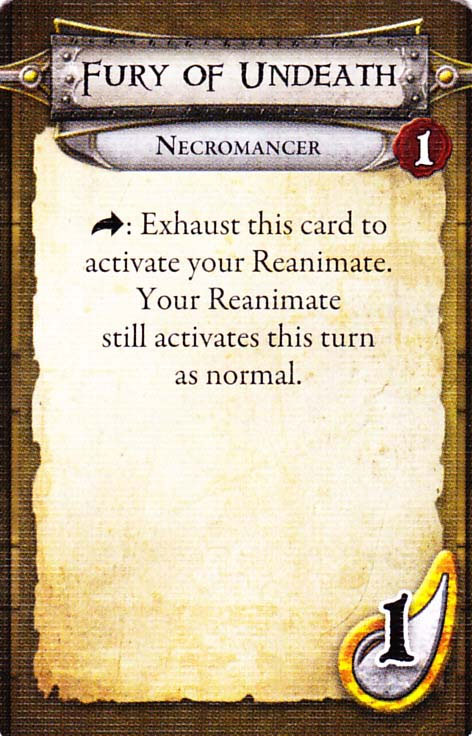 Fury of Undeath
Necromancer
1
: Exhaust this card to
activate your Reanimate.
Your Reanimate
still activates this turn
as normal.
1